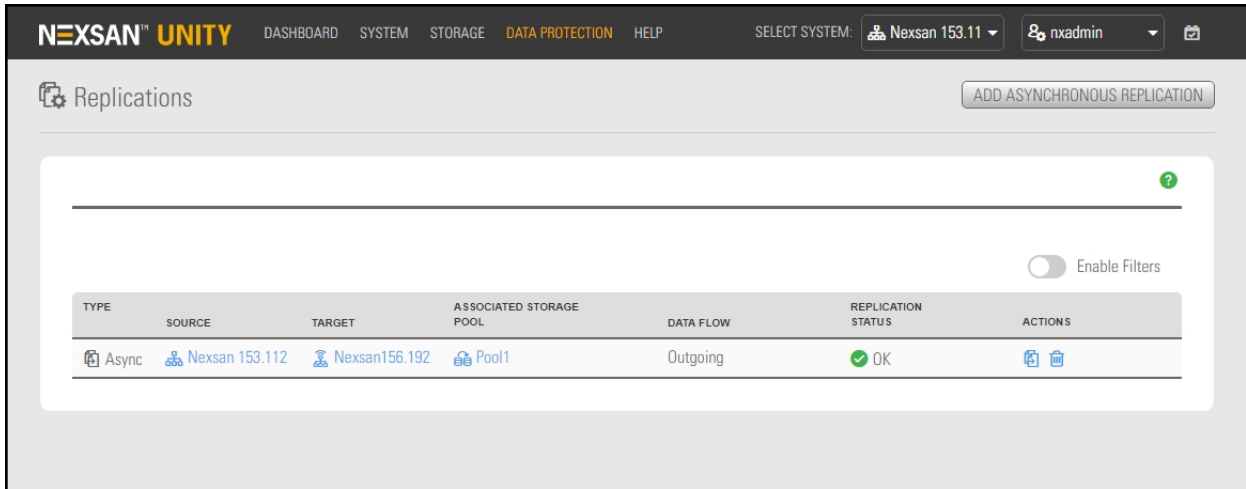 NEXSAN™ UNITY DASHBOARD SYSTEM STORAGE DATA PROTECTION HELP SELECT SYSTEM: Nexsan 153.11 nxadmin
Replications ADD ASYNCHRONOUS REPLICATION
?
Enable Filters
TYPE SOURCE TARGET ASSOCIATED STORAGE POOL DATA FLOW REPLICATION STATUS ACTIONS
Async Nexsan 153.112 Nexsan156.192 Pool1 Outgoing OK